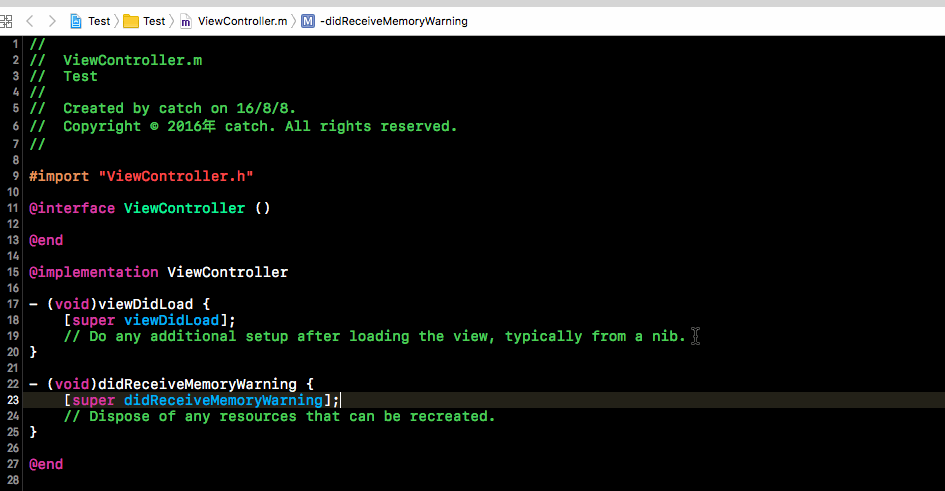 Test Test ViewController.m M -didReceiveMemoryWarning
1 //
2 //  ViewController.m
3 //  Test
4 //
5 //  Created by catch on 16/8/8.
6 //  Copyright © 2016年 catch. All rights reserved.
7 //
8
9 #import "ViewController.h"
10
11 @interface ViewController ()
12
13 @end
14
15 @implementation ViewController
16
17 - (void)viewDidLoad {
18     [super viewDidLoad];
19     // Do any additional setup after loading the view, typically from a nib.
20 }
21
22 - (void)didReceiveMemoryWarning {
23     [super didReceiveMemoryWarning];
24     // Dispose of any resources that can be recreated.
25 }
26
27 @end
28